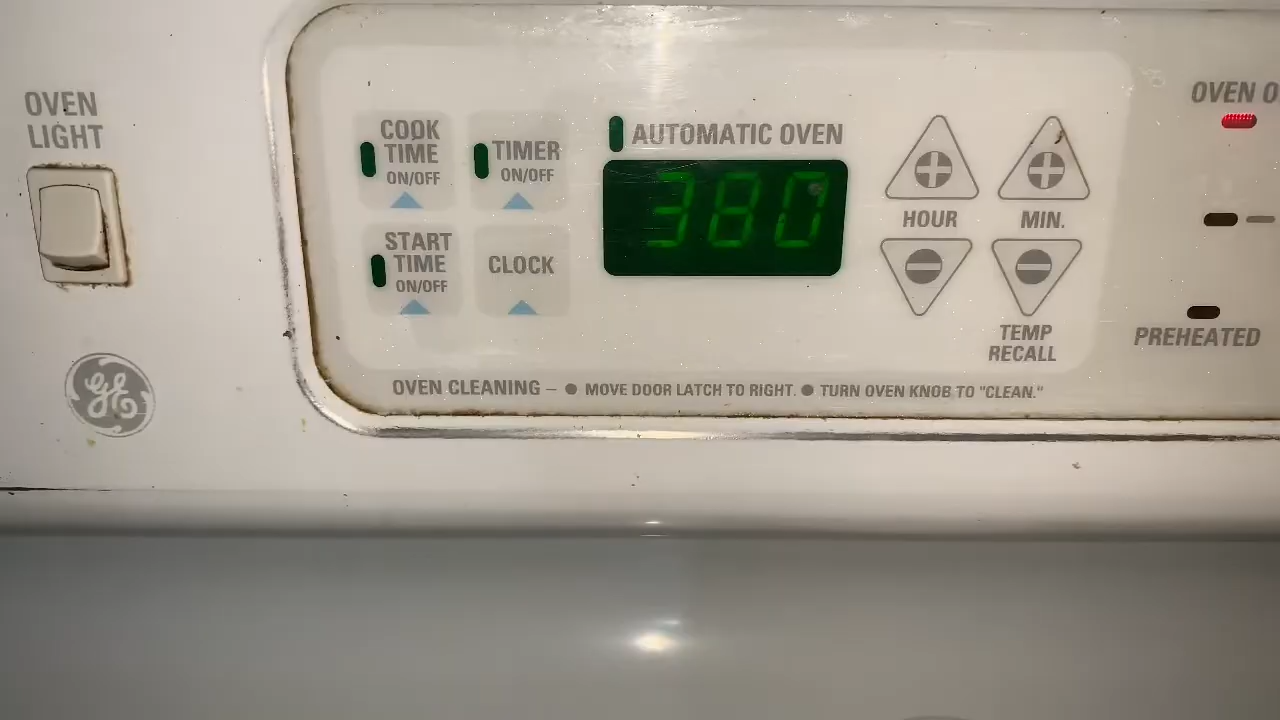 OVEN
LIGHT
COOK
TIME
ON/OFF
TIMER
ON/OFF
START
TIME
ON/OFF
CLOCK
AUTOMATIC OVEN
380
HOUR
MIN.
TEMP
RECALL
OVEN O
PREHEATED
OVEN CLEANING – ● MOVE DOOR LATCH TO RIGHT. ● TURN OVEN KNOB TO "CLEAN."
GE